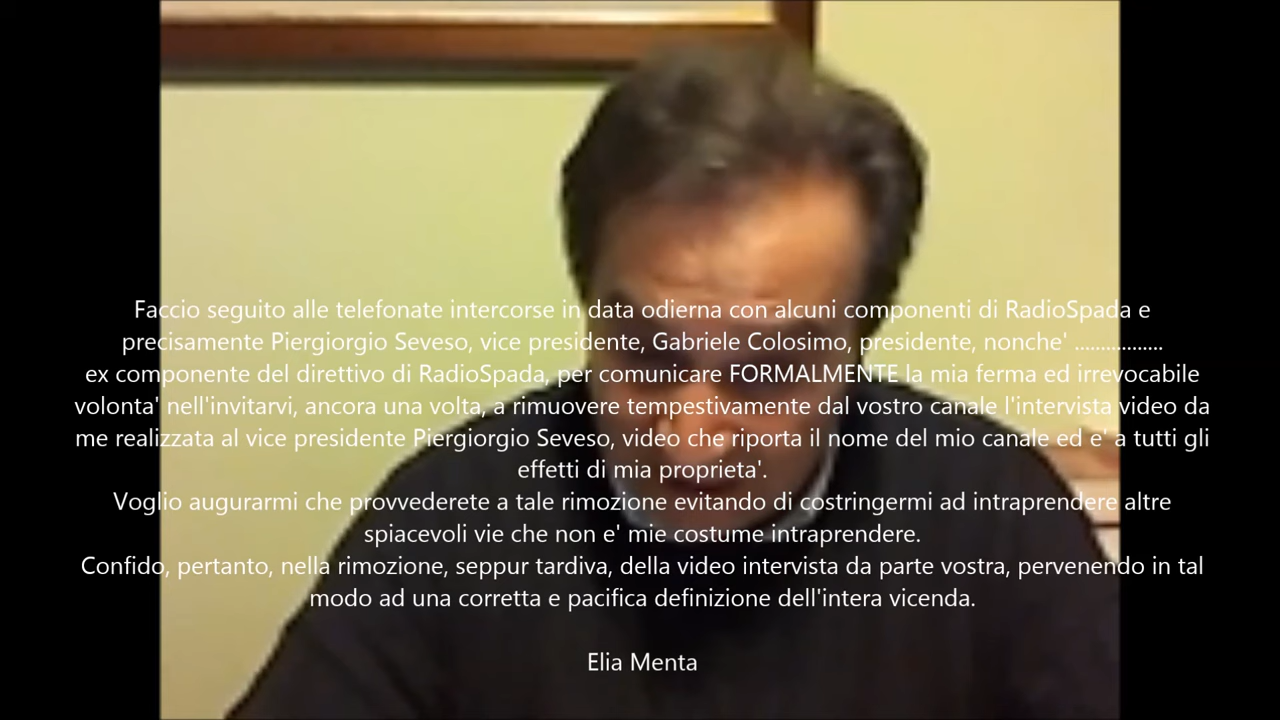 Faccio seguito alle telefonate intercorse in data odierna con alcuni componenti di RadioSpada e
precisamente Piergiorgio Seveso, vice presidente, Gabriele Colosimo, presidente, nonche' .................
ex componente del direttivo di RadioSpada, per comunicare FORMALMENTE la mia ferma ed irrevocabile
volonta' nell'invitarvi, ancora una volta, a rimuovere tempestivamente dal vostro canale l'intervista video da
me realizzata al vice presidente Piergiorgio Seveso, video che riporta il nome del mio canale ed e' a tutti gli
effetti di mia proprieta'.
Voglio augurarmi che provvederete a tale rimozione evitando di costringermi ad intraprendere altre
spiacevoli vie che non e' mie costume intraprendere.
Confido, pertanto, nella rimozione, seppur tardiva, della video intervista da parte vostra, pervenendo in tal
modo ad una corretta e pacifica definizione dell'intera vicenda.
Elia Menta